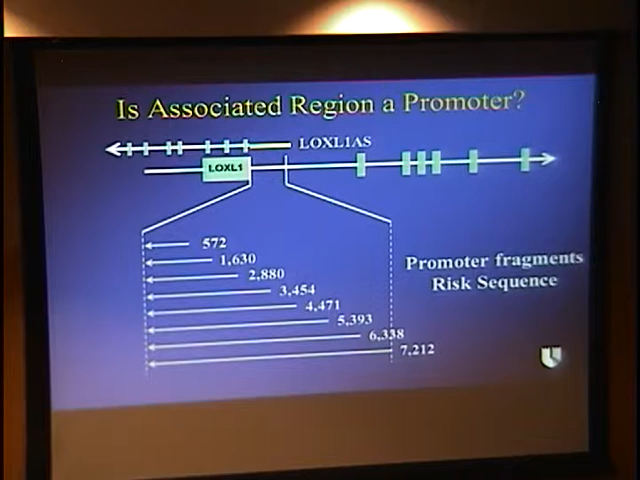 Is Associated Region a Promoter?
LOXL1AS
LOXL1
572
1,630
2,880
3,454
4,471
5,393
6,338
7,212
Promoter fragments
Risk Sequence